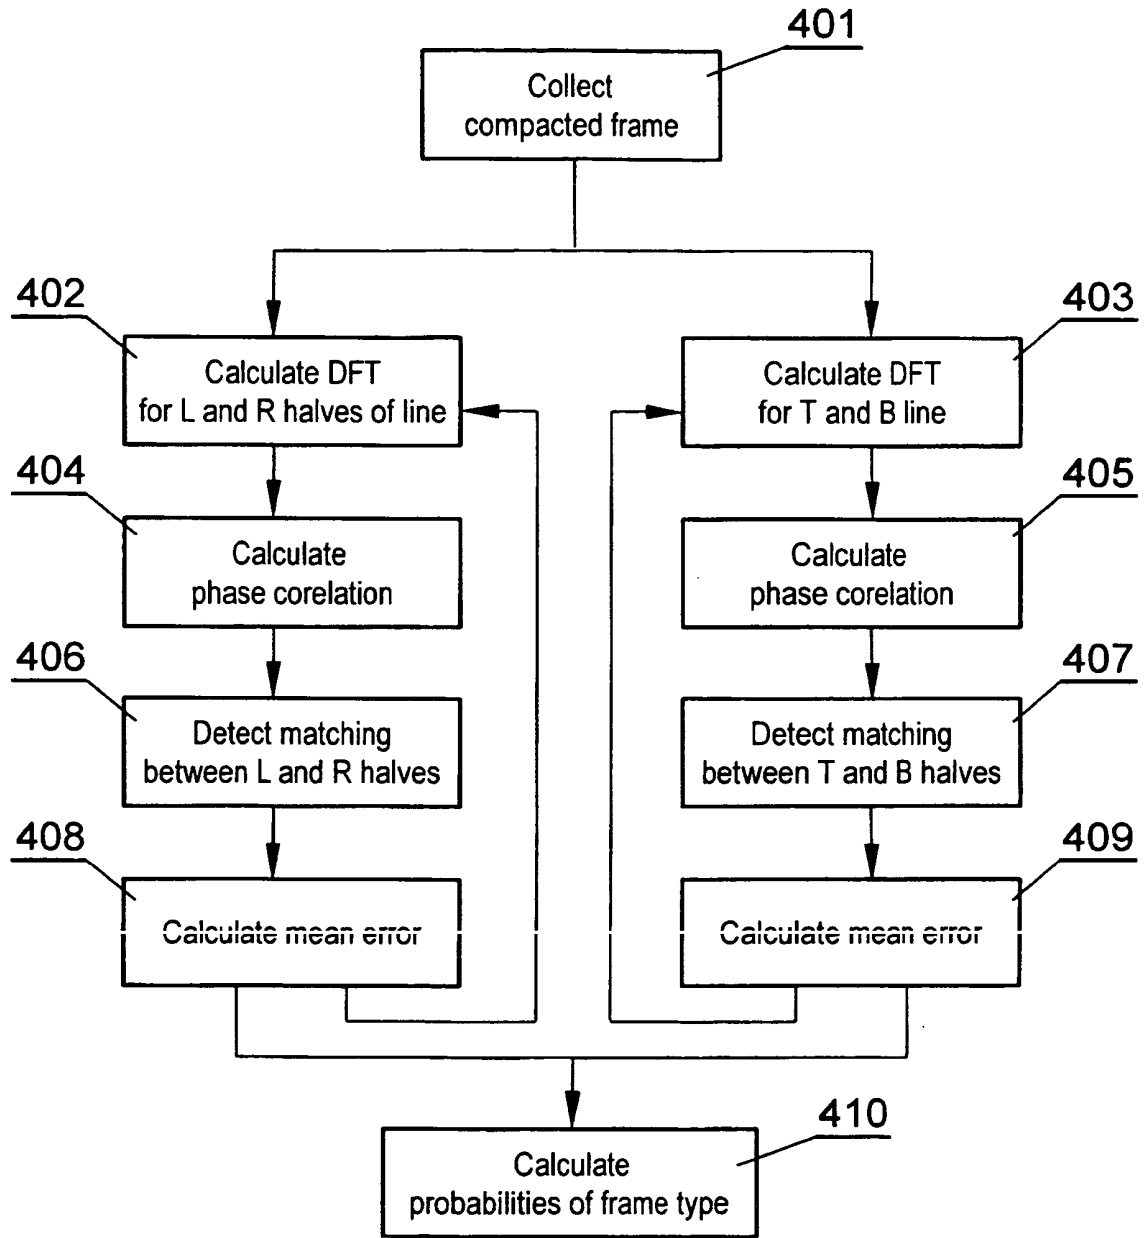 401
Collect
compacted frame
402
Calculate DFT
for L and R halves of line
403
Calculate DFT
for T and B line
404
Calculate
phase corelation
405
Calculate
phase corelation
406
Detect matching
between L and R halves
407
Detect matching
between T and B halves
408
Calculate mean error
409
Calculate mean error
410
Calculate
probabilities of frame type